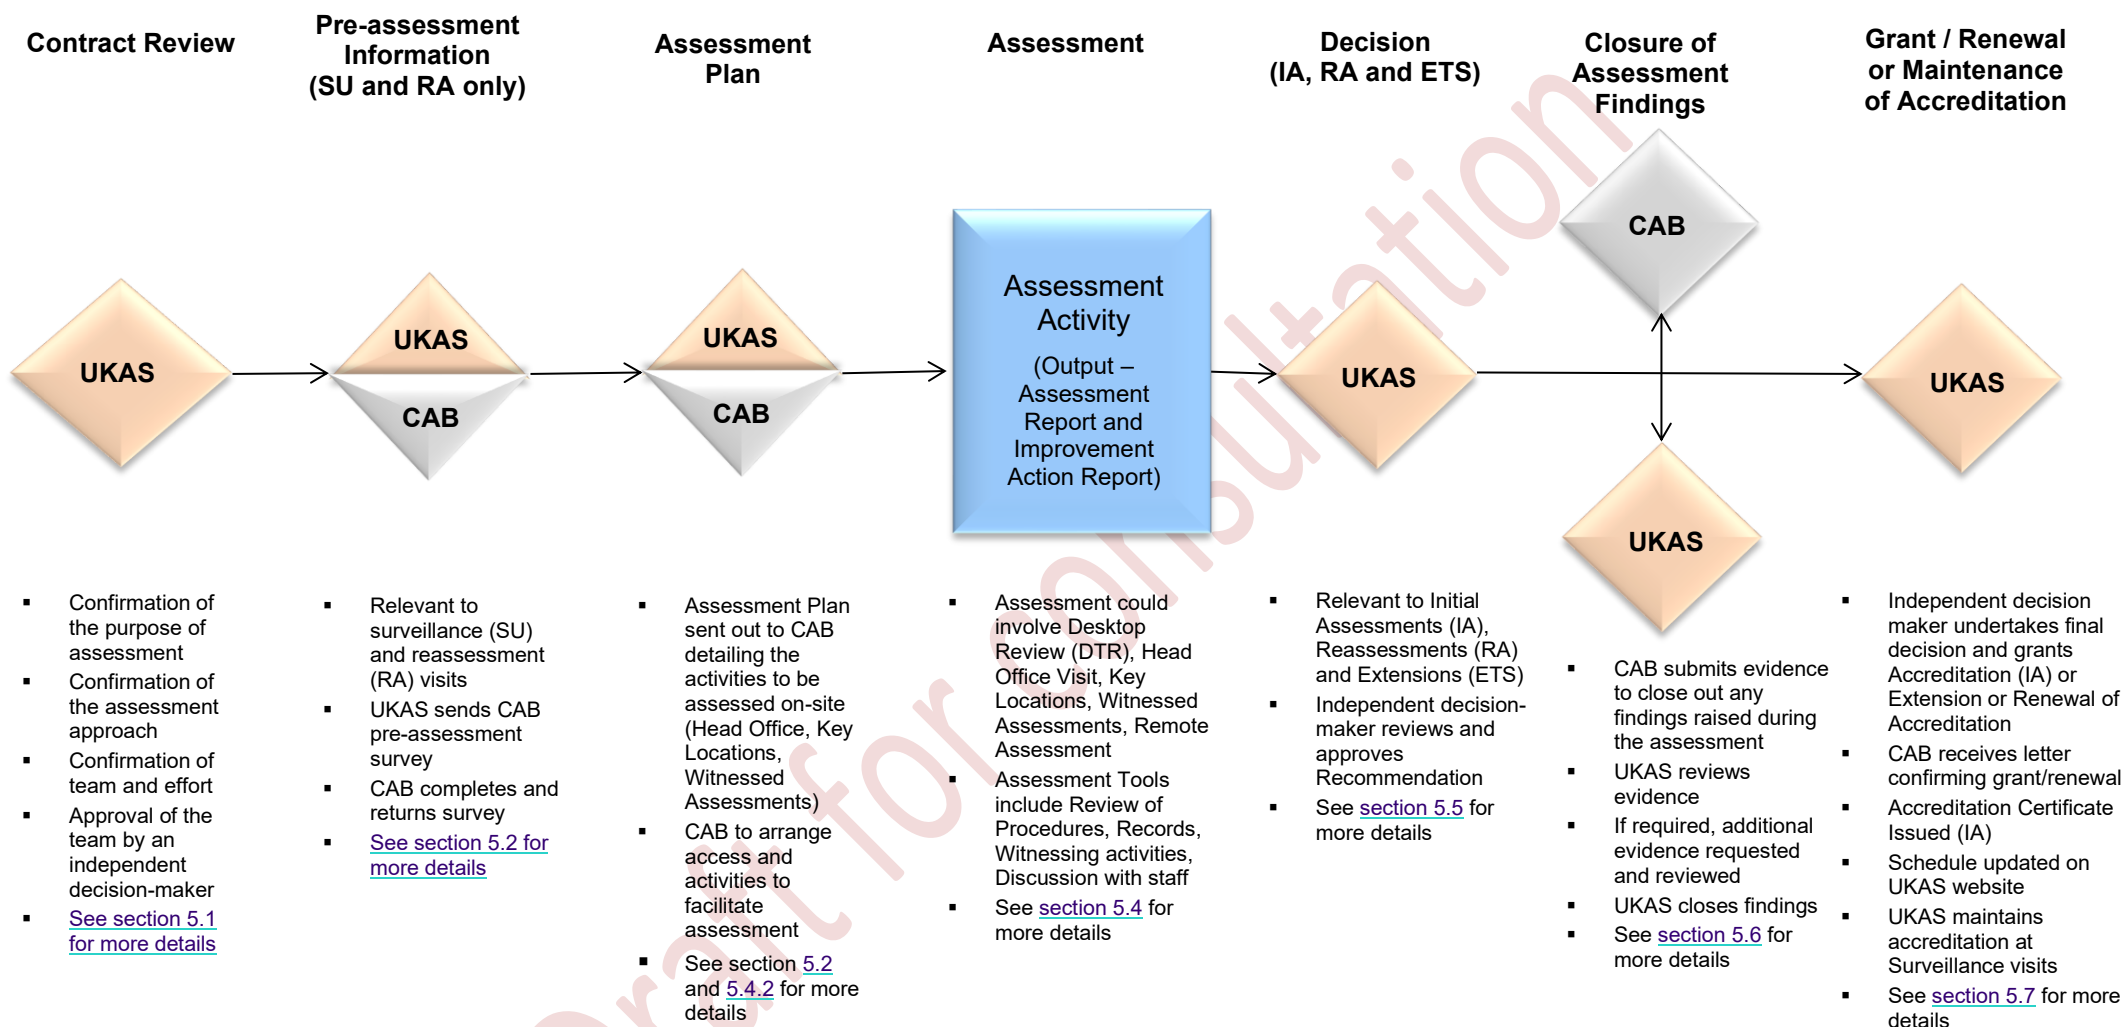 Contract Review
Pre-assessment
Information
(SU and RA only)
Assessment
Plan
Assessment
Decision
(IA, RA and ETS)
Closure of
Assessment
Findings
Grant / Renewal
or Maintenance
of Accreditation
UKAS
UKAS
CAB
UKAS
CAB
Assessment
Activity
(Output –
Assessment
Report and
Improvement
Action Report)
UKAS
CAB
UKAS
UKAS
▪ Confirmation of
the purpose of
assessment
▪ Confirmation of
the assessment
approach
▪ Confirmation of
team and effort
▪ Approval of the
team by an
independent
decision-maker
▪ See section 5.1
for more details
▪ Relevant to
surveillance (SU)
and reassessment
(RA) visits
▪ UKAS sends CAB
pre-assessment
survey
▪ CAB completes and
returns survey
▪ See section 5.2 for
more details
▪ Assessment Plan
sent out to CAB
detailing the
activities to be
assessed on-site
(Head Office, Key
Locations,
Witnessed
Assessments)
▪ CAB to arrange
access and
activities to
facilitate
assessment
▪ See section 5.2
and 5.4.2 for more
details
▪ Assessment could
involve Desktop
Review (DTR), Head
Office Visit, Key
Locations, Witnessed
Assessments, Remote
Assessment
▪ Assessment Tools
include Review of
Procedures, Records,
Witnessing activities,
Discussion with staff
▪ See section 5.4 for
more details
▪ Relevant to Initial
Assessments (IA),
Reassessments (RA)
and Extensions (ETS)
▪ Independent decision-
maker reviews and
approves
Recommendation
▪ See section 5.5 for
more details
▪ CAB submits evidence
to close out any
findings raised during
the assessment
▪ UKAS reviews
evidence
▪ If required, additional
evidence requested
and reviewed
▪ UKAS closes findings
▪ See section 5.6 for
more details
▪ Independent decision
maker undertakes final
decision and grants
Accreditation (IA) or
Extension or Renewal of
Accreditation
▪ CAB receives letter
confirming grant/renewal
▪ Accreditation Certificate
Issued (IA)
▪ Schedule updated on
UKAS website
▪ UKAS maintains
accreditation at
Surveillance visits
▪ See section 5.7 for more
details
Draft for consultation